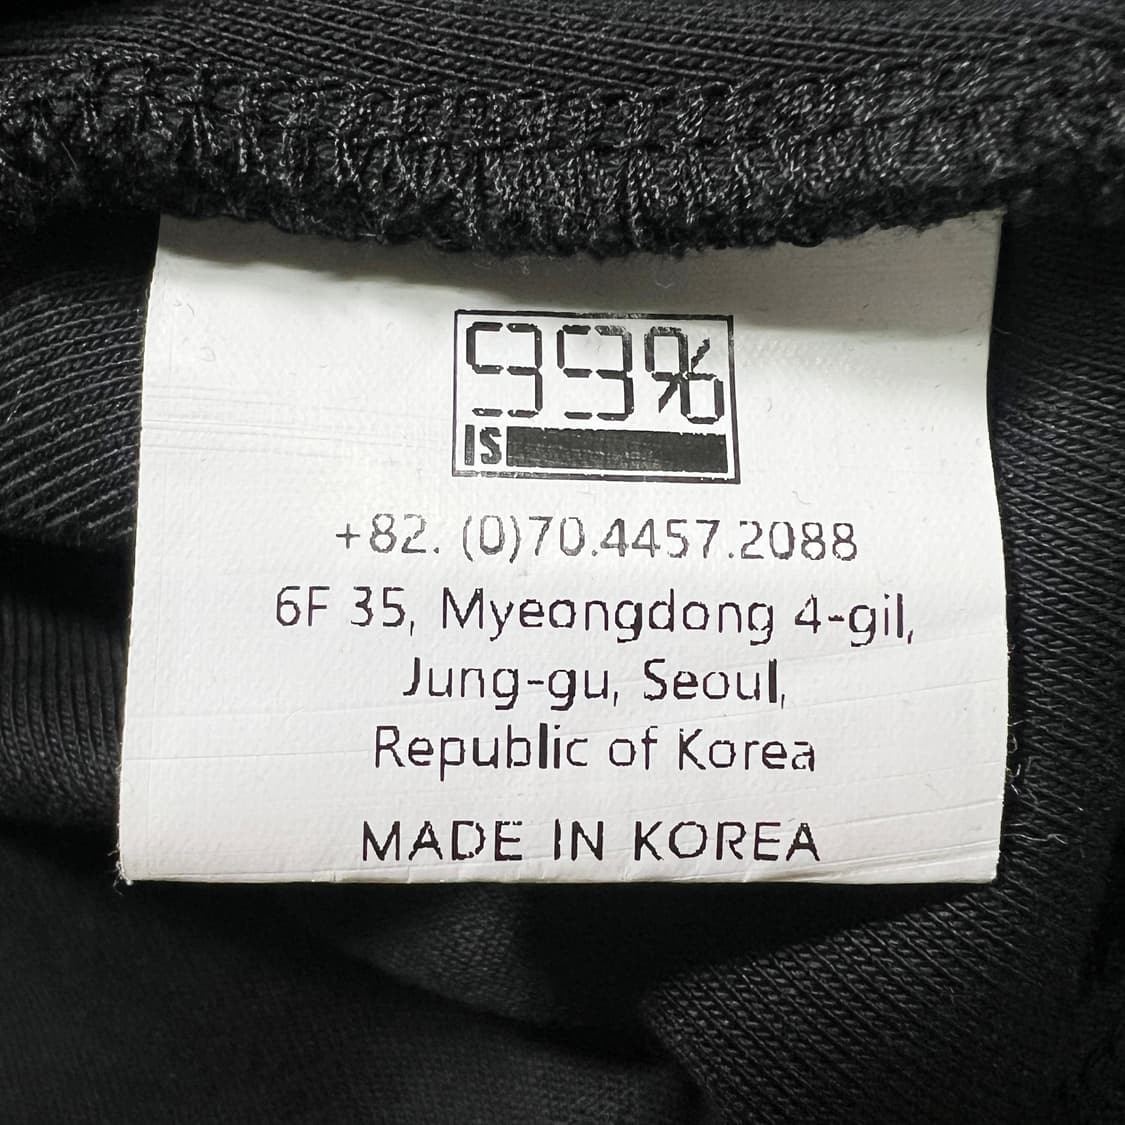 99%
IS
+82. (0)70.4457.2088
6F 35, Myeongdong 4-gil,
Jung-gu, Seoul,
Republic of Korea
MADE IN KOREA